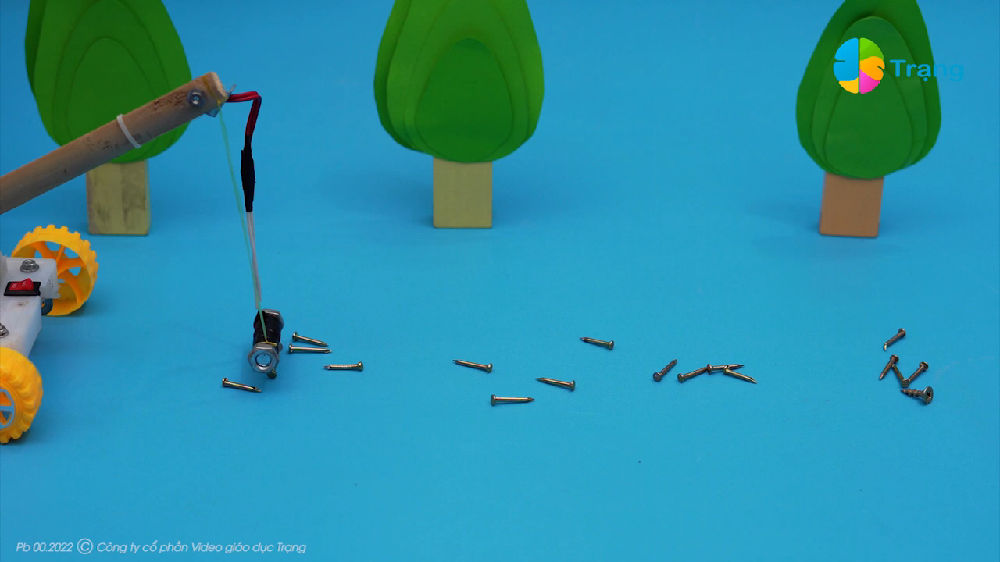 Trạng
Pb 00.2022 © Công ty cổ phần Video giáo dục Trạng